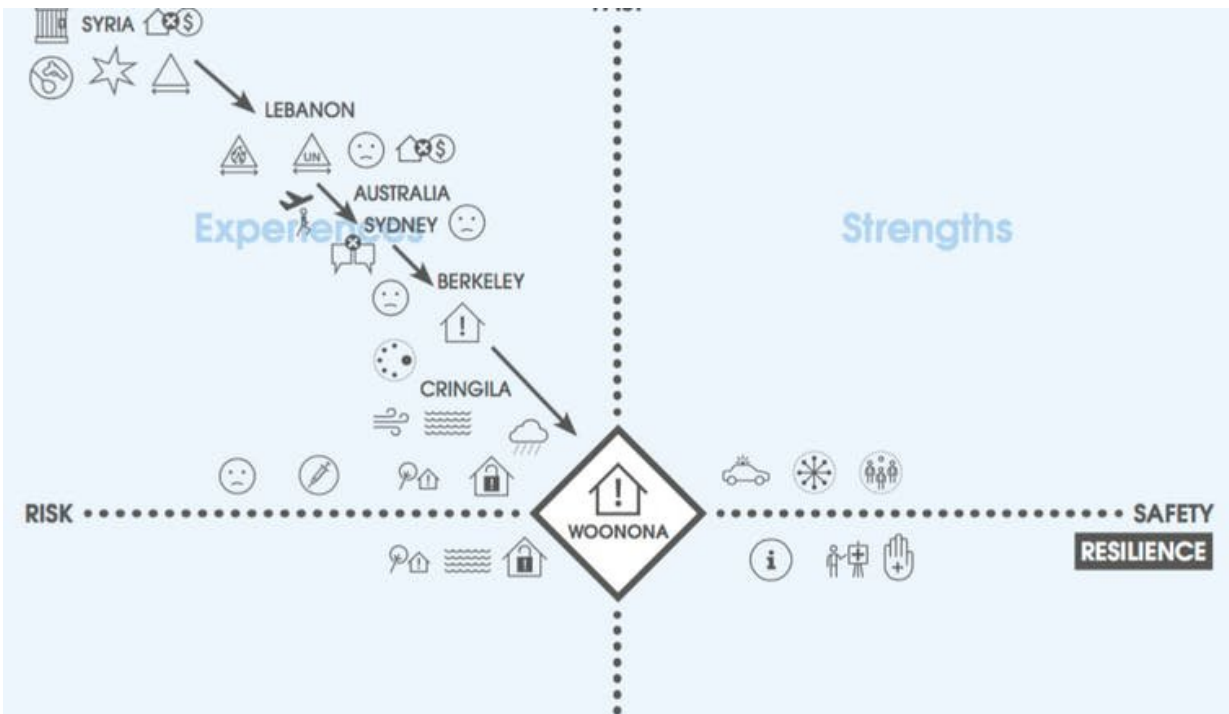 SYRIA
$
LEBANON
UN
$
AUSTRALIA
Experiences
SYDNEY
Strengths
BERKELEY
!
CRINGILA
!
!
!
RISK
WOONONA
SAFETY
RESILIENCE
!
!
i